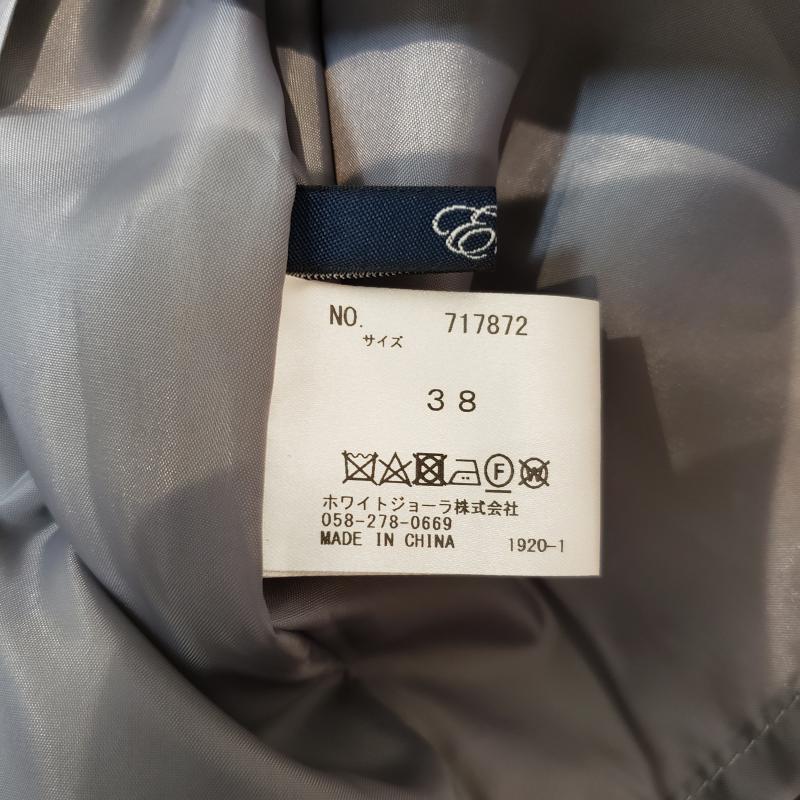 NO. 717872
サイズ
38
F
W
ホワイトジョーラ株式会社
058-278-0669
MADE IN CHINA 1920-1